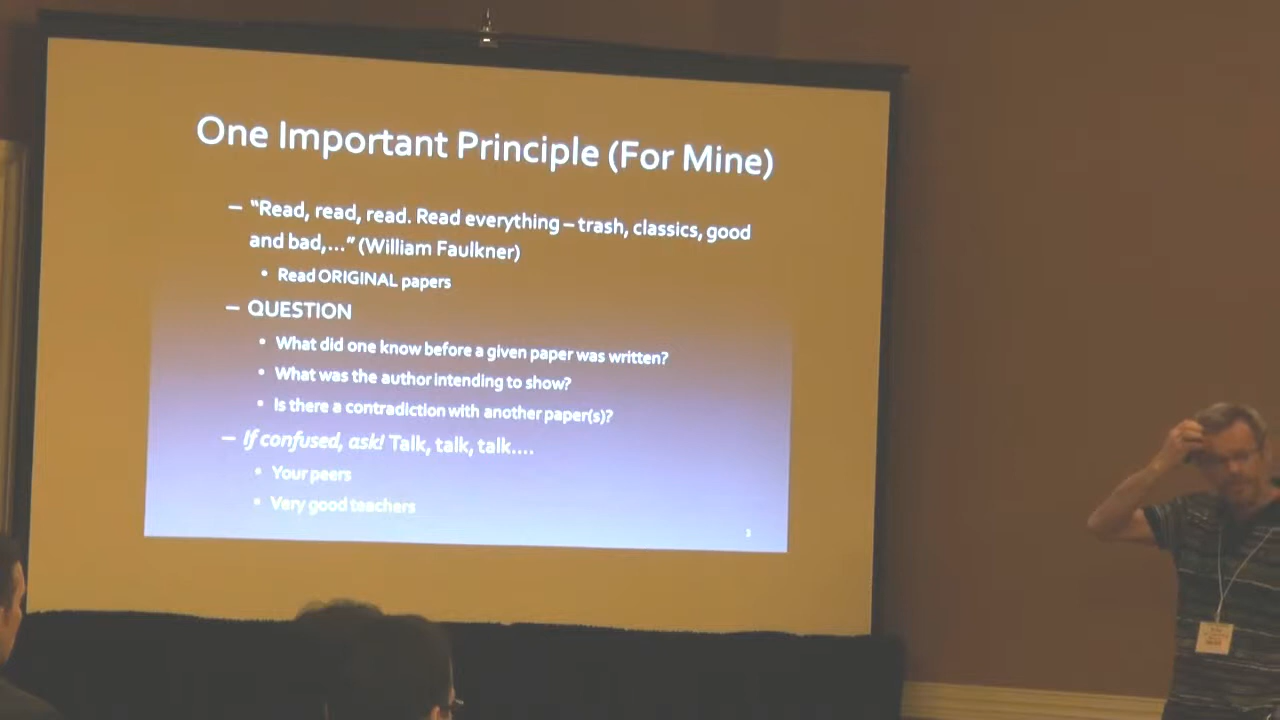 One Important Principle (For Mine)
– "Read, read, read. Read everything – trash, classics, good
and bad,…" (William Faulkner)
• Read ORIGINAL papers
– QUESTION
• What did one know before a given paper was written?
• What was the author intending to show?
• Is there a contradiction with another paper(s)?
– If confused, ask! Talk, talk, talk….
• Your peers
• Very good teachers
3